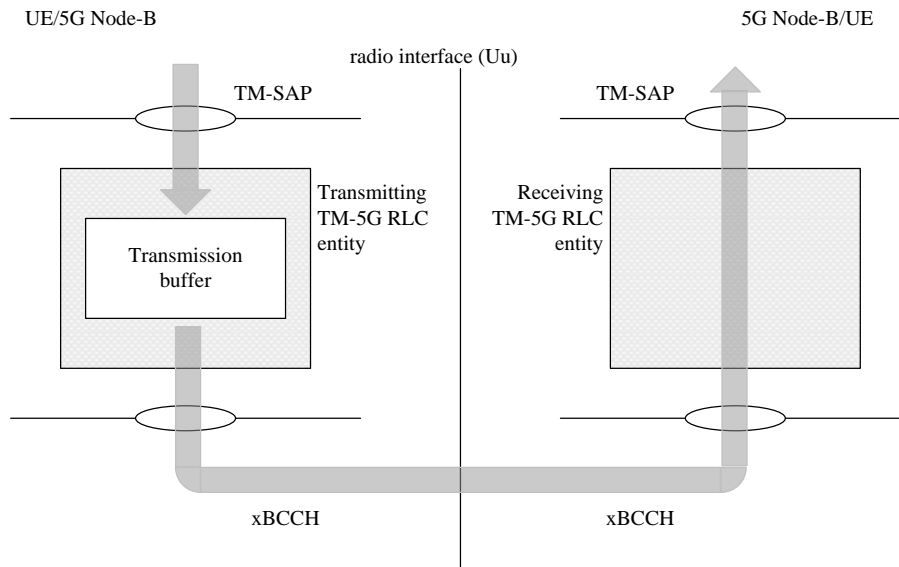 UE/5G Node-B
5G Node-B/UE
radio interface (Uu)
TM-SAP
TM-SAP
Transmitting
TM-5G RLC
entity
Receiving
TM-5G RLC
entity
Transmission
buffer
xBCCH
xBCCH